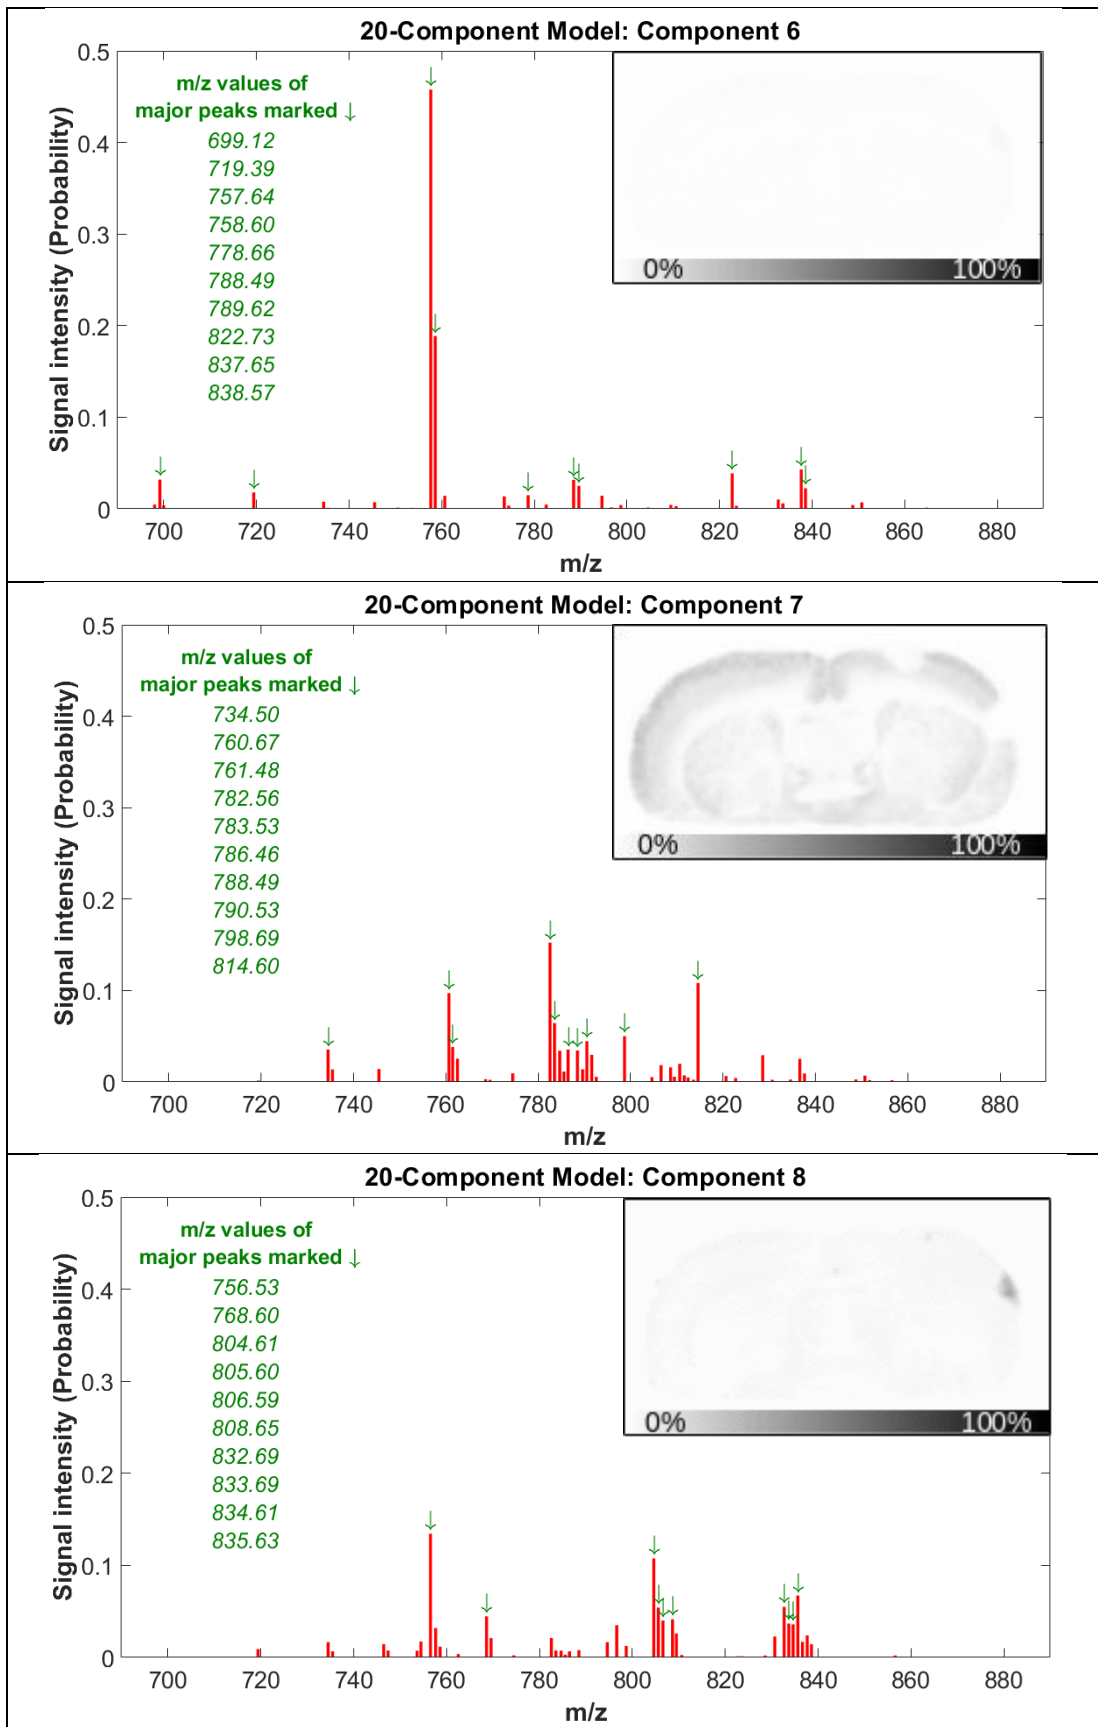 20-Component Model: Component 6
Signal intensity (Probability)
0.5
0.4
0.3
0.2
0.1
0
m/z values of
major peaks marked ↓
699.12
719.39
757.64
758.60
778.66
788.49
789.62
822.73
837.65
838.57
0% 100%
700 720 740 760 780 800 820 840 860 880
m/z
20-Component Model: Component 7
Signal intensity (Probability)
0.5
0.4
0.3
0.2
0.1
0
m/z values of
major peaks marked ↓
734.50
760.67
761.48
782.56
783.53
786.46
788.49
790.53
798.69
814.60
0% 100%
700 720 740 760 780 800 820 840 860 880
m/z
20-Component Model: Component 8
Signal intensity (Probability)
0.5
0.4
0.3
0.2
0.1
0
m/z values of
major peaks marked ↓
756.53
768.60
804.61
805.60
806.59
808.65
832.69
833.69
834.61
835.63
0% 100%
700 720 740 760 780 800 820 840 860 880
m/z